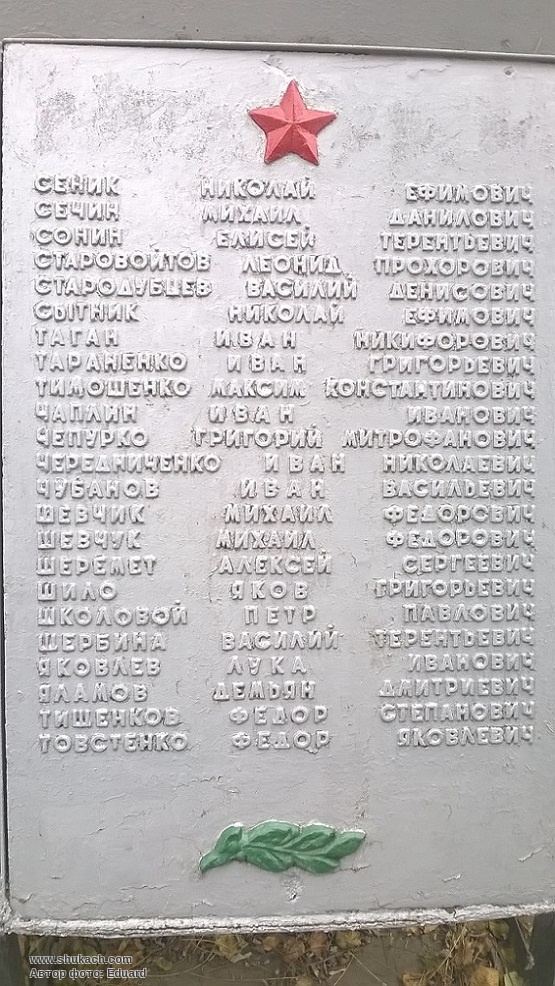 СЕНИК НИКОЛАЙ ЕФИМОВИЧ
СЕЧИН МИХАИЛ ДАНИЛОВИЧ
СОНИН ЕЛИСЕЙ ТЕРЕНТЬЕВИЧ
СТАРОВОЙТОВ ЛЕОНИД ПРОХОРОВИЧ
СТАРОДУБЦЕВ ВАСИЛИЙ ДЕНИСОВИЧ
СЫТНИК НИКОЛАЙ ЕФИМОВИЧ
ТАГАН ИВАН НИКИФОРОВИЧ
ТАРАНЕНКО ИВАН ГРИГОРЬЕВИЧ
ТИМОШЕНКО МАКСИМ КОНСТАНТИНОВИЧ
ЧАПЛИН ИВАН ИВАНОВИЧ
ЧЕПУРКО ГРИГОРИЙ МИТРОФАНОВИЧ
ЧЕРЕДНИЧЕНКО ИВАН НИКОЛАЕВИЧ
ЧУБАНОВ ИВАН ВАСИЛЬЕВИЧ
ШЕВЧИК МИХАИЛ ФЕДОРОВИЧ
ШЕВЧУК МИХАИЛ ФЕДОРОВИЧ
ШЕРЕМЕТ АЛЕКСЕЙ СЕРГЕЕВИЧ
ШИЛО ЯКОВ ГРИГОРЬЕВИЧ
ШКОЛОВОЙ ПЕТР ПАВЛОВИЧ
ШЕРБИНА ВАСИЛИЙ ТЕРЕНТЬЕВИЧ
ЯКОВЛЕВ ЛУКА ИВАНОВИЧ
ЯЛАМОВ ДЕМЬЯН ДМИТРИЕВИЧ
ТИШЕНКОВ ФЕДОР СТЕПАНОВИЧ
ТОВСТЕНКО ФЕДОР ЯКОВЛЕВИЧ
www.shukach.com
Автор фото: Eduard